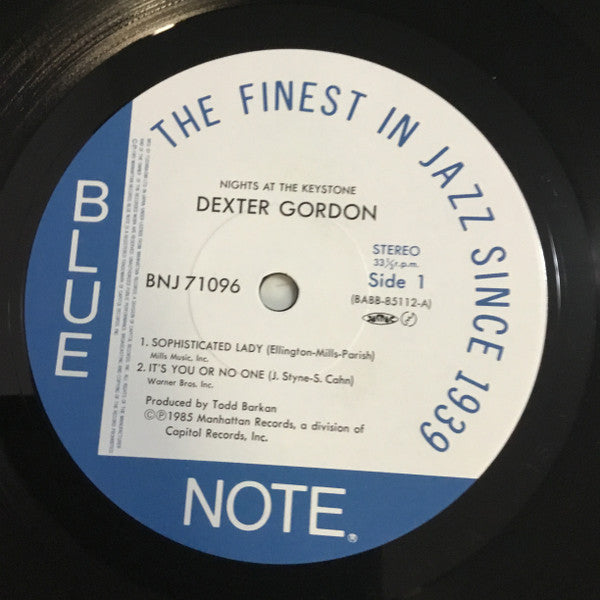 THE FINEST IN JAZZ SINCE 1939
NIGHTS AT THE KEYSTONE
DEXTER GORDON
STEREO
33⅓r.p.m.
BNJ 71096
Side 1
(BABB-85112-A)
1. SOPHISTICATED LADY (Ellington-Mills-Parish)
Mills Music, Inc.
2. IT'S YOU OR NO ONE (J. Styne-S. Cahn)
Warner Bros. Inc.
Produced by Todd Barkan
©℗1985 Manhattan Records, a division of
Capitol Records, Inc.
BLUE
NOTE®